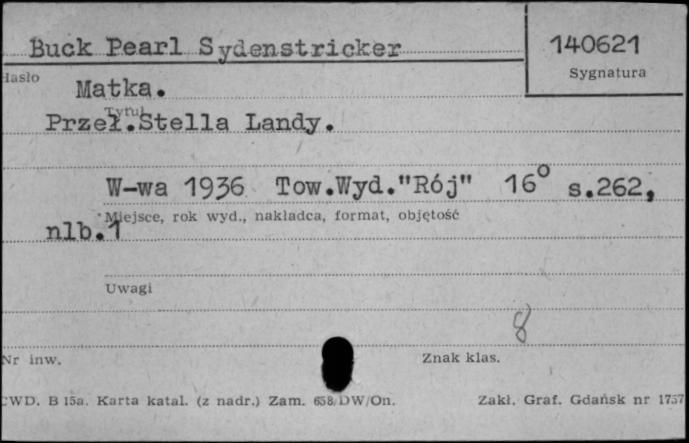 Buck Pearl Sydenstricker
140621
Hasło
Sygnatura
Matka.
Tytuł
Przeł.Stella Landy.
W-wa 1936 Tow.Wyd."Rój" 16° s.262,
Miejsce, rok wyd., nakładca, format, objętość
nlb.1
Uwagi
8
Nr inw.
Znak klas.
CWD. B 15a. Karta katal. (z nadr.) Zam. 658/DW/On.
Zakł. Graf. Gdańsk nr 1757